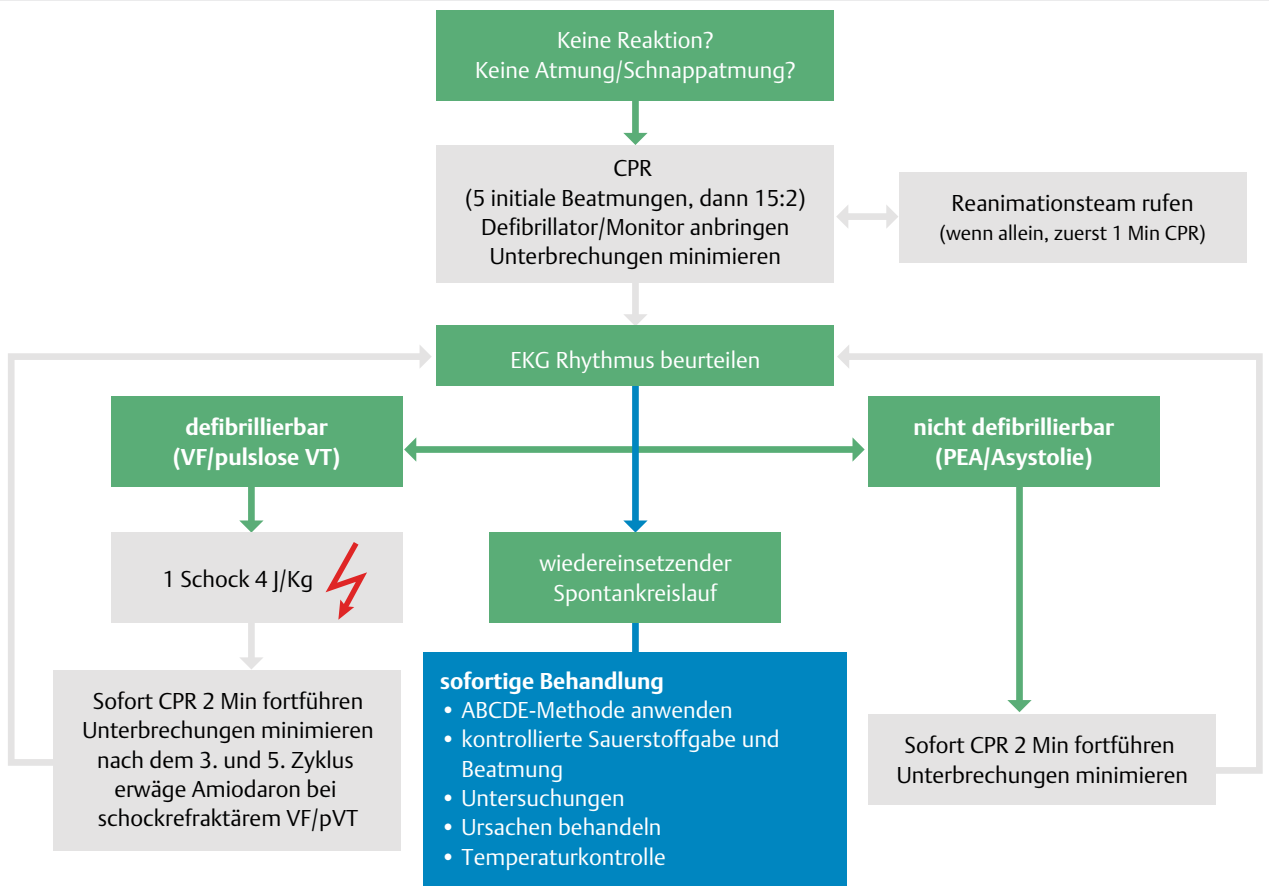 Keine Reaktion?
Keine Atmung/Schnappatmung?
CPR
(5 initiale Beatmungen, dann 15:2)
Defibrillator/Monitor anbringen
Unterbrechungen minimieren
Reanimationsteam rufen
(wenn allein, zuerst 1 Min CPR)
EKG Rhythmus beurteilen
defibrillierbar
(VF/pulslose VT)
nicht defibrillierbar
(PEA/Asystolie)
1 Schock 4 J/Kg
wiedereinsetzender
Spontankreislauf
Sofort CPR 2 Min fortführen
Unterbrechungen minimieren
nach dem 3. und 5. Zyklus
erwäge Amiodaron bei
schockrefraktärem VF/pVT
sofortige Behandlung
• ABCDE-Methode anwenden
• kontrollierte Sauerstoffgabe und
Beatmung
• Untersuchungen
• Ursachen behandeln
• Temperaturkontrolle
Sofort CPR 2 Min fortführen
Unterbrechungen minimieren